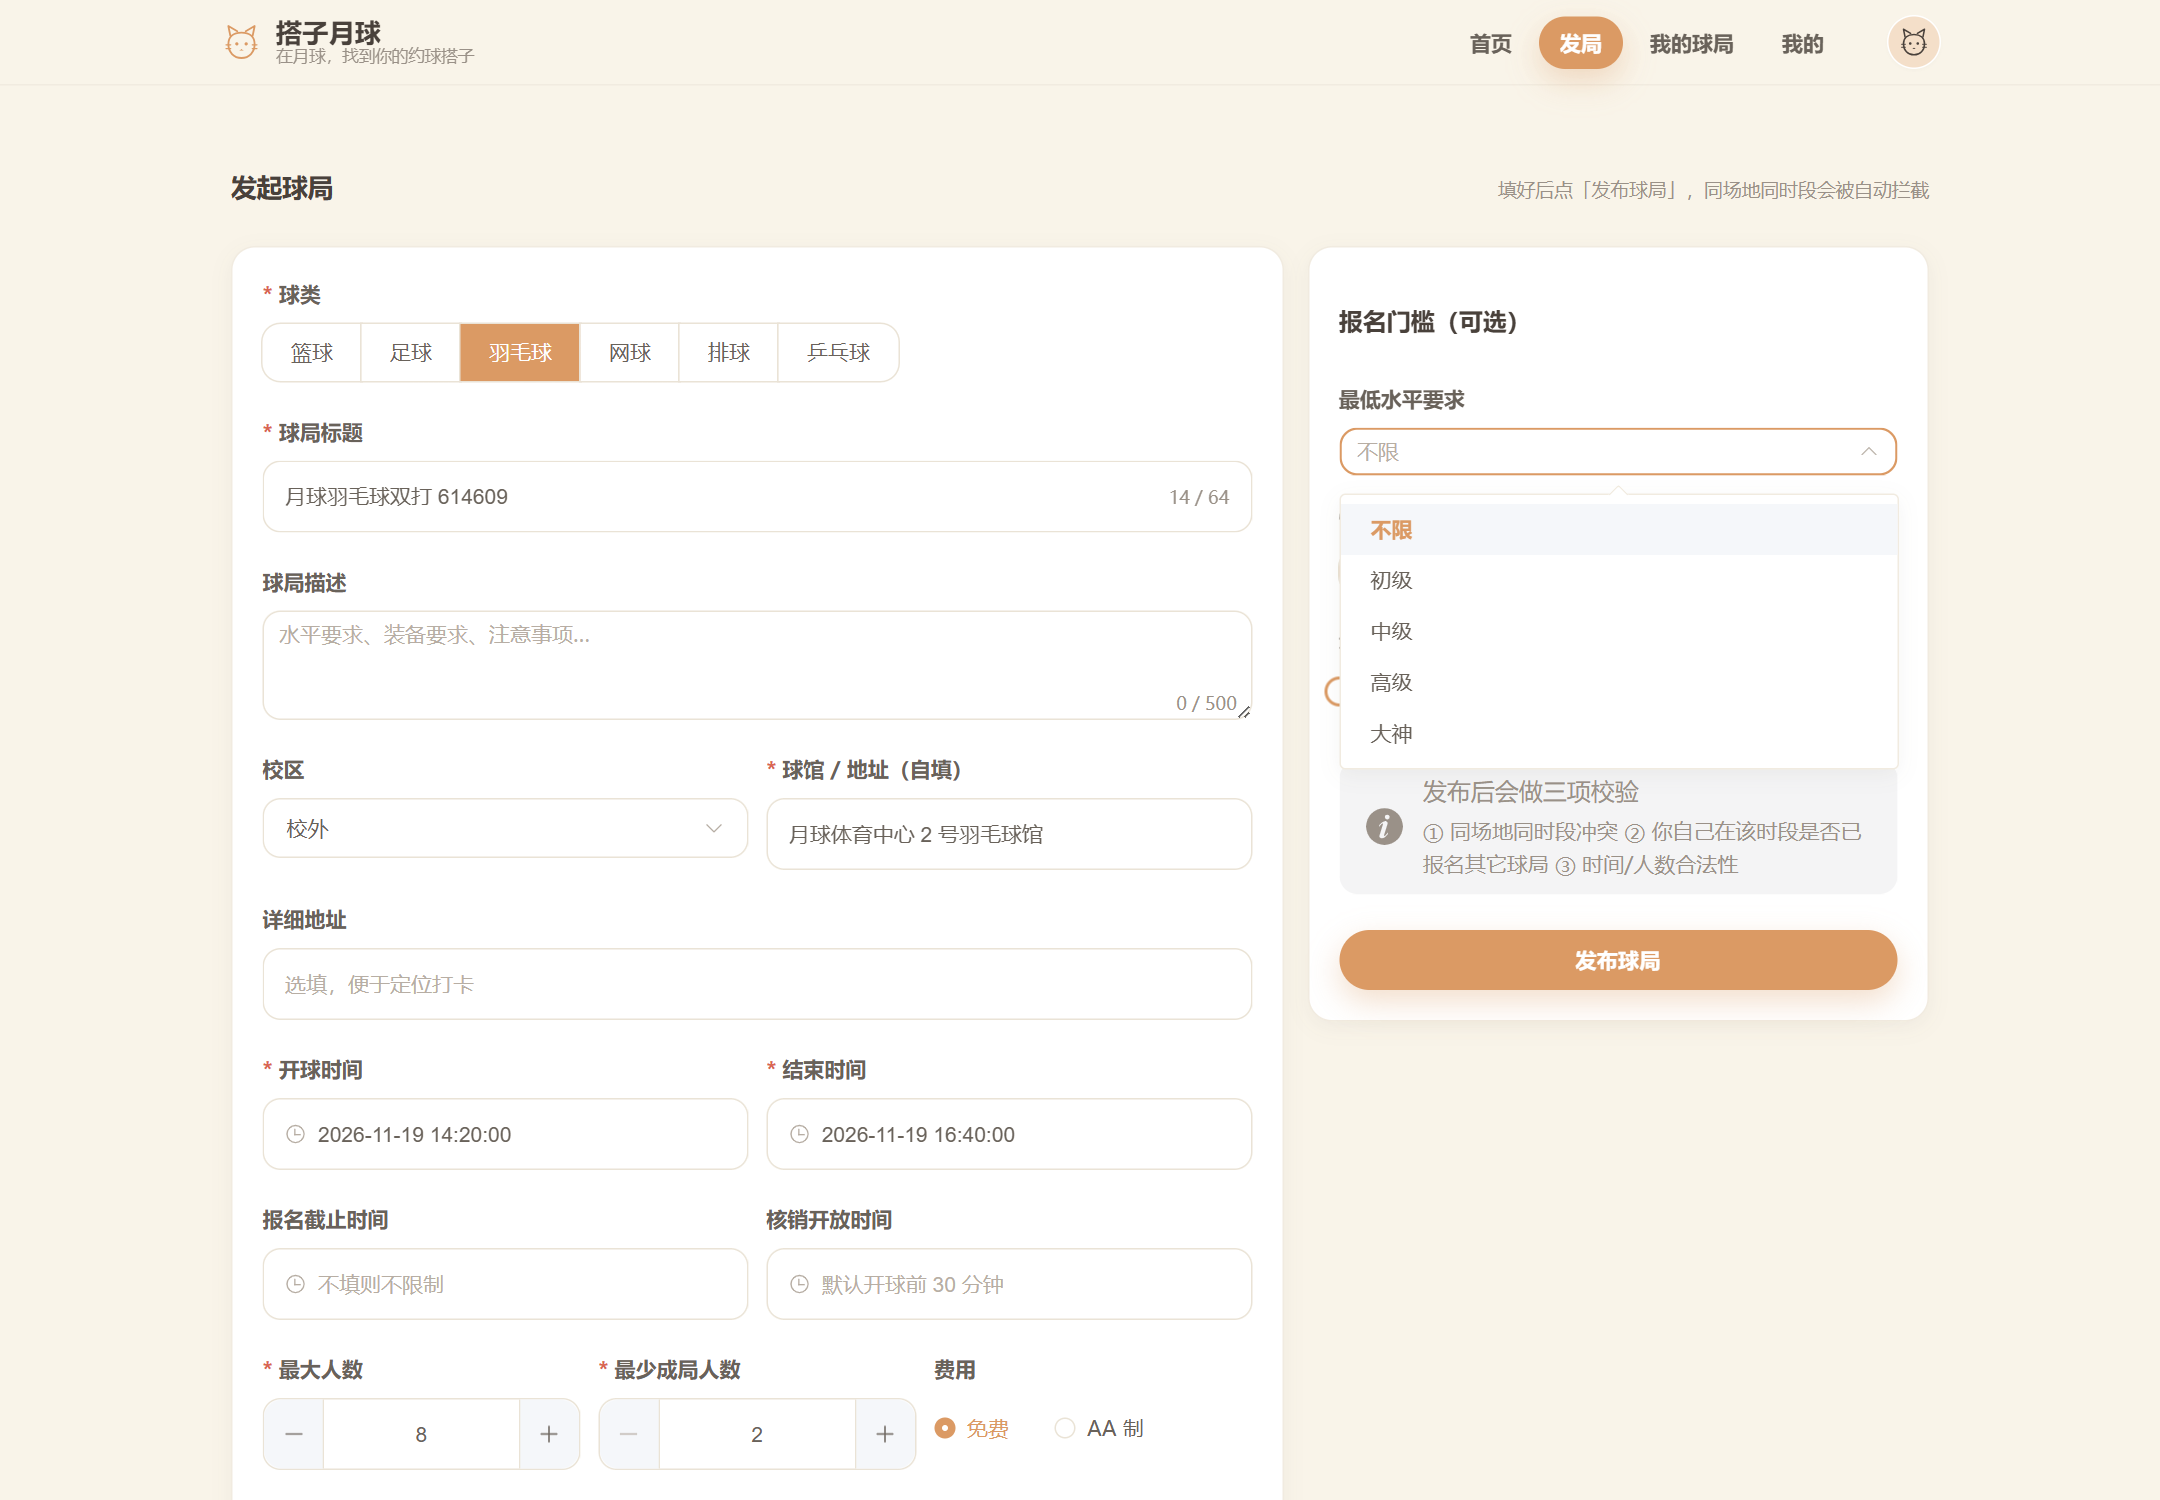 搭子月球
在月球，找到你的约球搭子
首页
发局
我的球局
我的
发起球局
填好后点「发布球局」，同场地同时段会被自动拦截
* 球类
篮球
足球
羽毛球
网球
排球
乒乓球
* 球局标题
月球羽毛球双打 614609
14 / 64
球局描述
水平要求、装备要求、注意事项...
0 / 500
校区
校外
* 球馆 / 地址（自填）
月球体育中心 2 号羽毛球馆
详细地址
选填，便于定位打卡
* 开球时间
2026-11-19 14:20:00
* 结束时间
2026-11-19 16:40:00
报名截止时间
不填则不限制
核销开放时间
默认开球前 30 分钟
* 最大人数
8
* 最少成局人数
2
费用
免费
AA 制
报名门槛（可选）
最低水平要求
不限
不限
初级
中级
高级
大神
发布后会做三项校验
① 同场地同时段冲突 ② 你自己在该时段是否已
报名其它球局 ③ 时间/人数合法性
发布球局